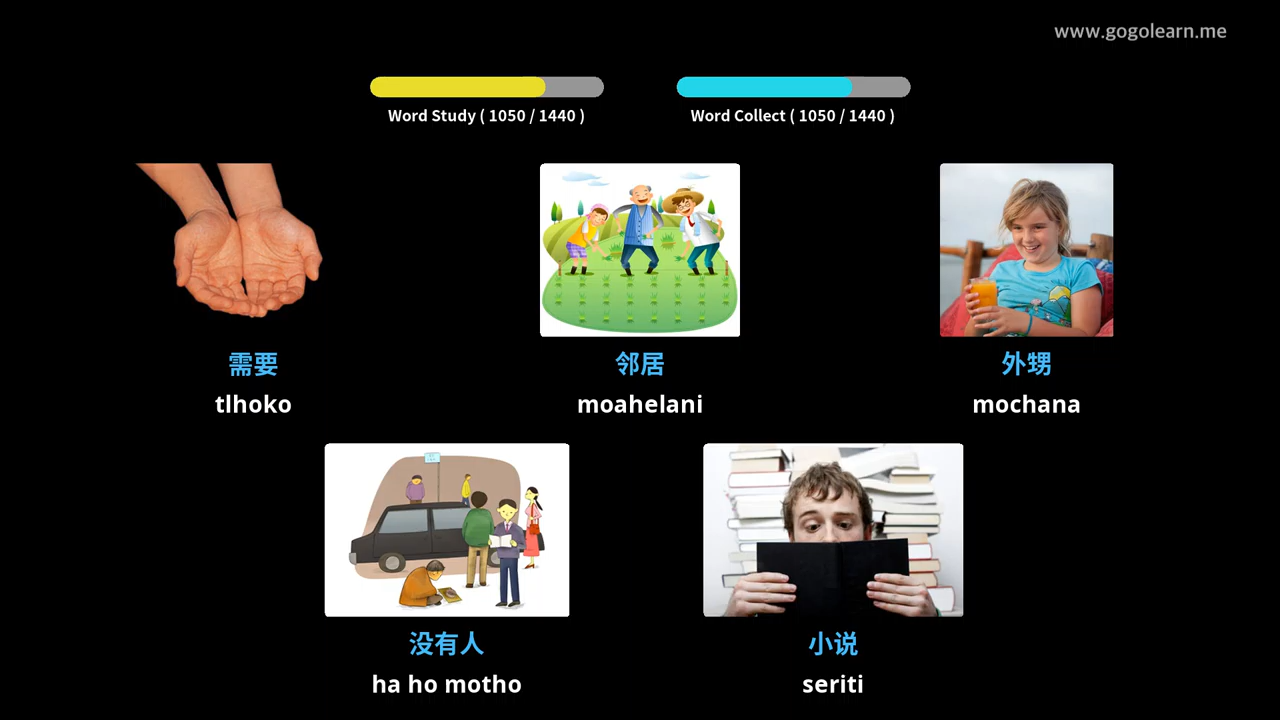 www.gogolearn.me
Word Study ( 1050 / 1440 )
Word Collect ( 1050 / 1440 )
需要
tlhoko
邻居
moahelani
外甥
mochana
没有人
ha ho motho
小说
seriti